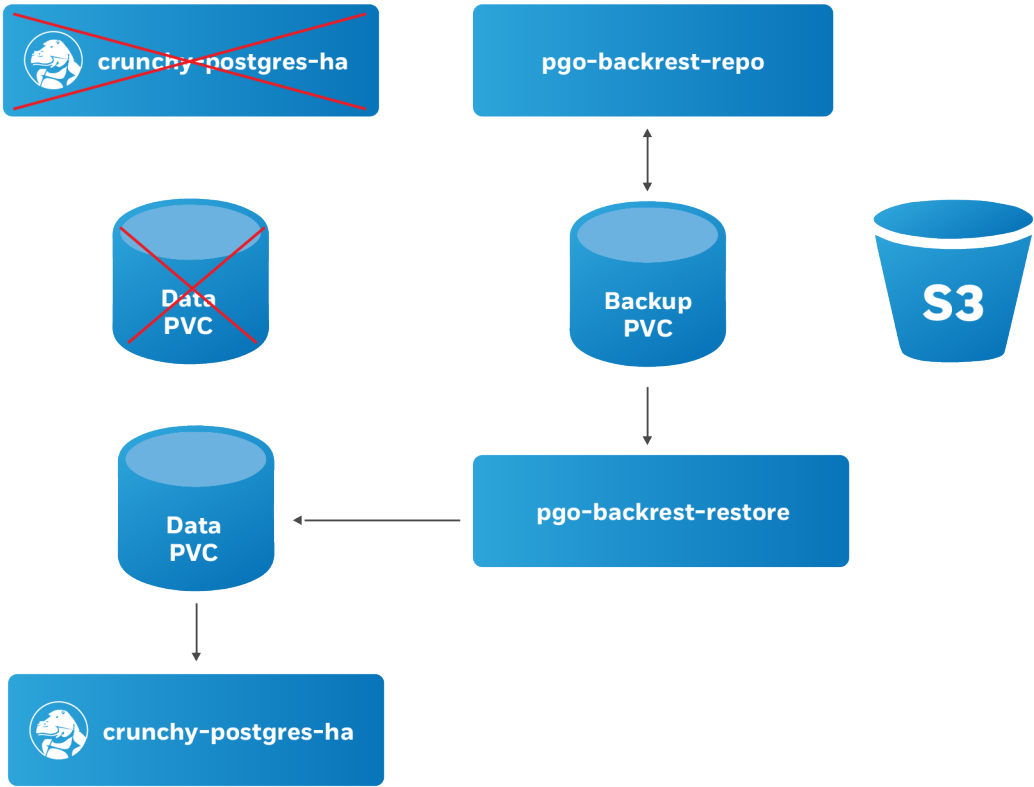 crunchy-postgres-ha
pgo-backrest-repo
Data
PVC
Backup
PVC
S3
Data
PVC
pgo-backrest-restore
crunchy-postgres-ha